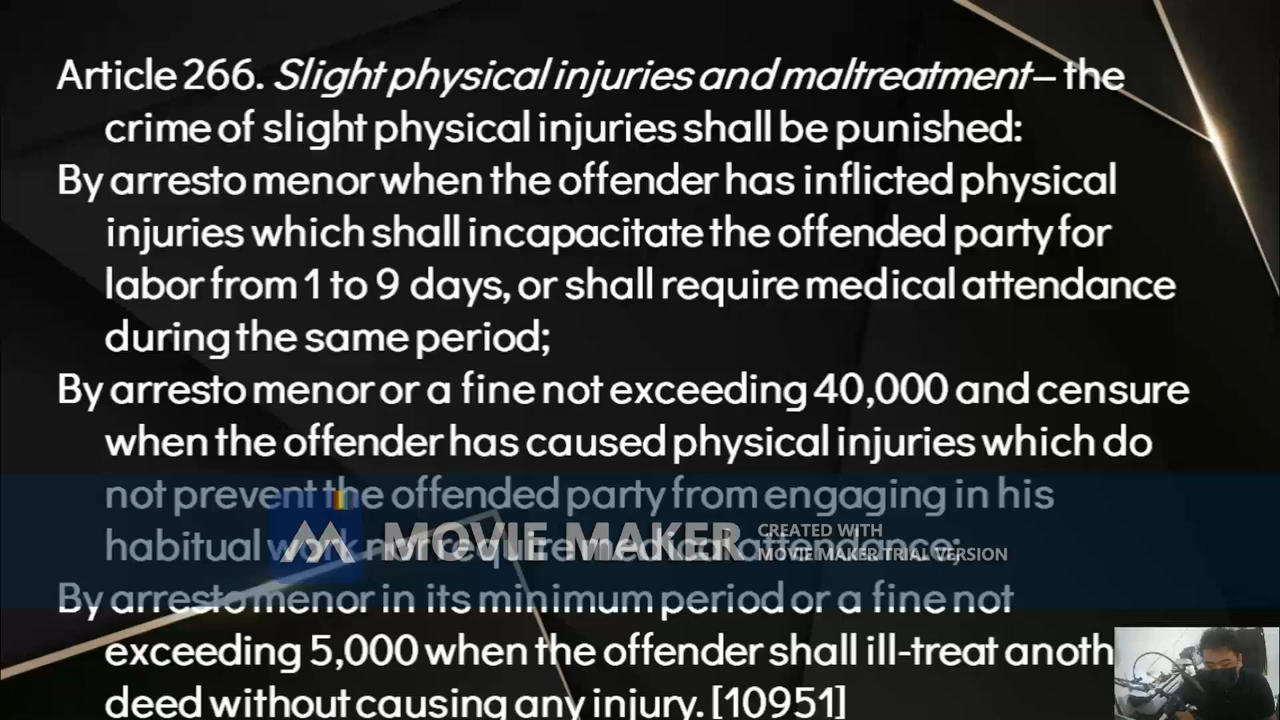 Article 266. Slight physical injuries and maltreatment – the
crime of slight physical injuries shall be punished:
By arresto menor when the offender has inflicted physical
injuries which shall incapacitate the offended party for
labor from 1 to 9 days, or shall require medical attendance
during the same period;
By arresto menor or a fine not exceeding 40,000 and censure
when the offender has caused physical injuries which do
not prevent the offended party from engaging in his
habitual work nor require medical attendance;
MOVIE MAKER
CREATED WITH
MOVIE MAKER TRIAL VERSION
By arresto menor in its minimum period or a fine not
exceeding 5,000 when the offender shall ill-treat
deed without causing any injury. [10951]